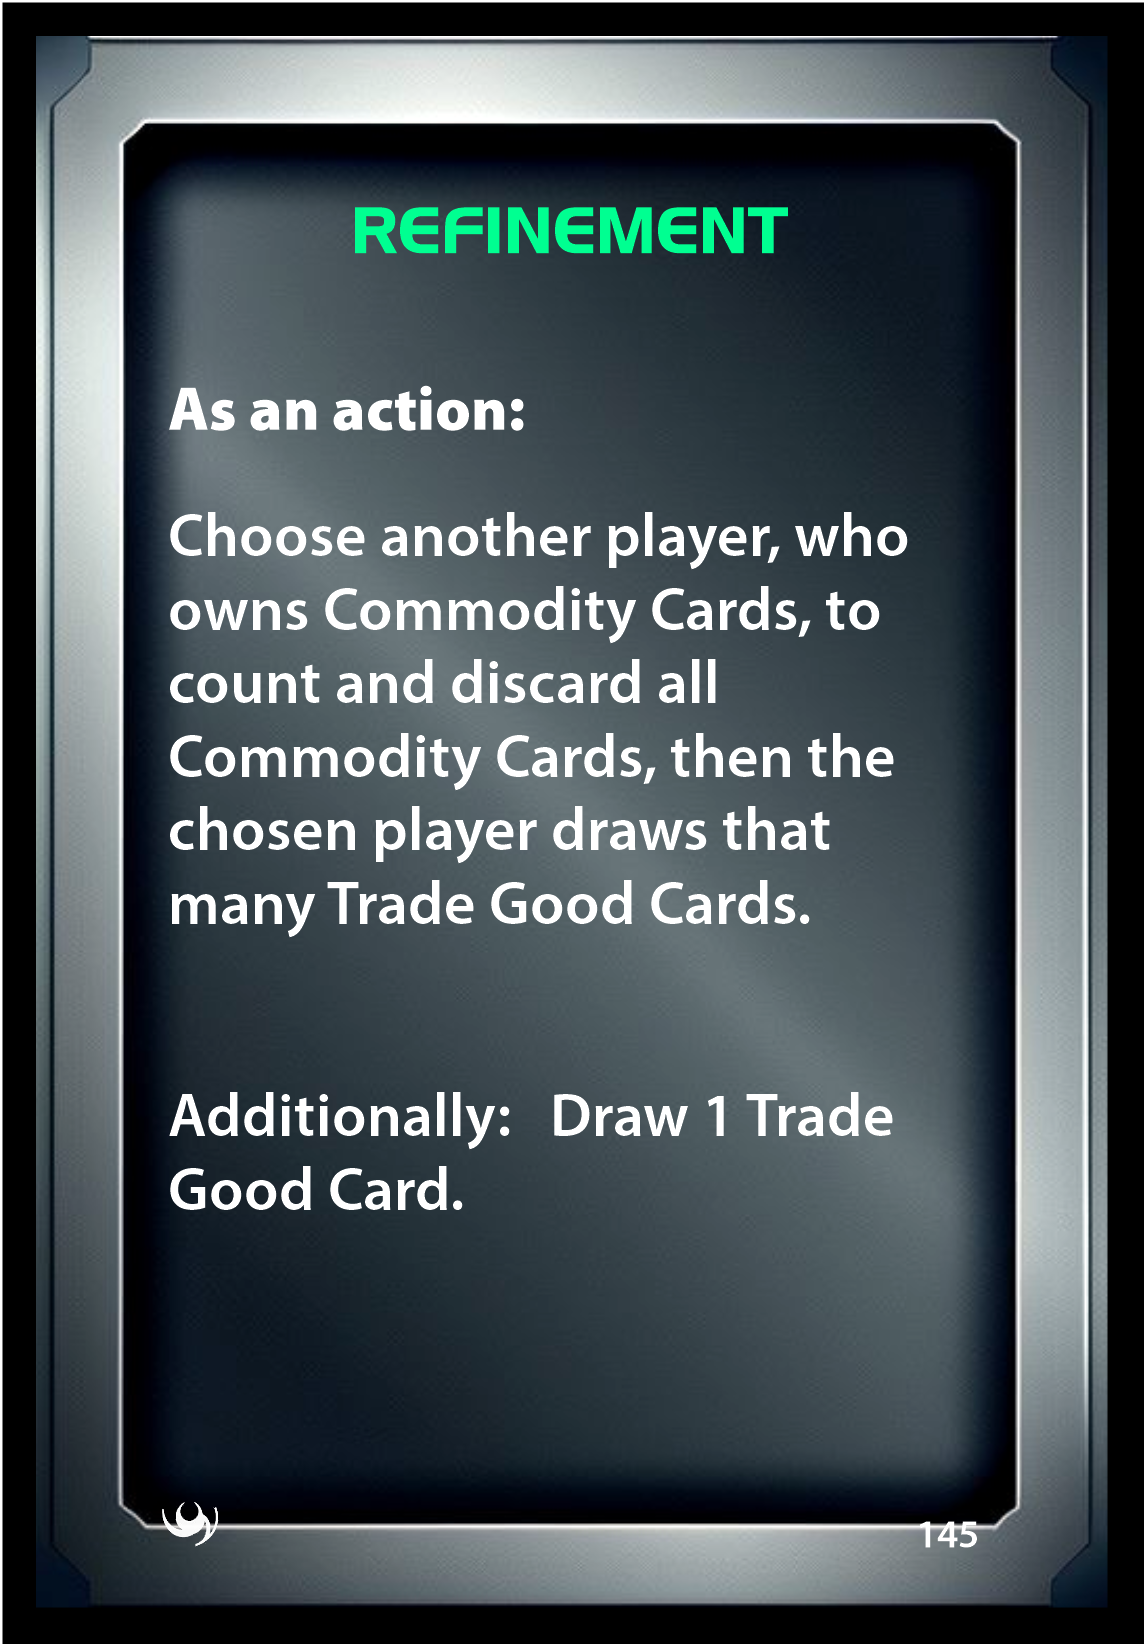 REFINEMENT
As an action:
Choose another player, who
owns Commodity Cards, to
count and discard all
Commodity Cards, then the
chosen player draws that
many Trade Good Cards.
Additionally:   Draw 1 Trade
Good Card.
145